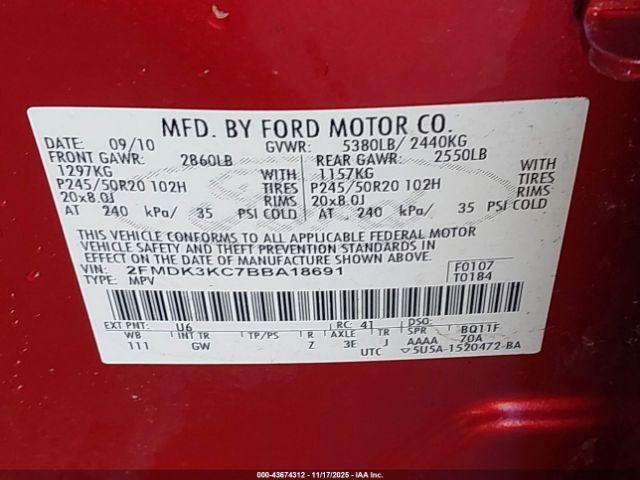 MFD. BY FORD MOTOR CO.
DATE: 09/10 GVWR: 5380LB/ 2440KG
FRONT GAWR: 2860LB REAR GAWR: 2550LB
1297KG WITH 1157KG WITH
P245/50R20 102H TIRES P245/50R20 102H TIRES
20x8.0J RIMS 20x8.0J RIMS
AT 240 kPa/ 35 PSI COLD AT 240 kPa/ 35 PSI COLD
THIS VEHICLE CONFORMS TO ALL APPLICABLE FEDERAL MOTOR
VEHICLE SAFETY AND THEFT PREVENTION STANDARDS IN
EFFECT ON THE DATE OF MANUFACTURE SHOWN ABOVE.
VIN: 2FMDK3KC7BBA18691 F0107
TYPE: MPV T0184
EXT PNT: U6 RC: 41 DSO:
WB INT TR TP/PS R AXLE TR SPR BQ11F
111 GW Z 3E J AAAA 70A
UTC ▽5U5A-1520472-BA
000-43674312 - 11/17/2025 - IAAI.com